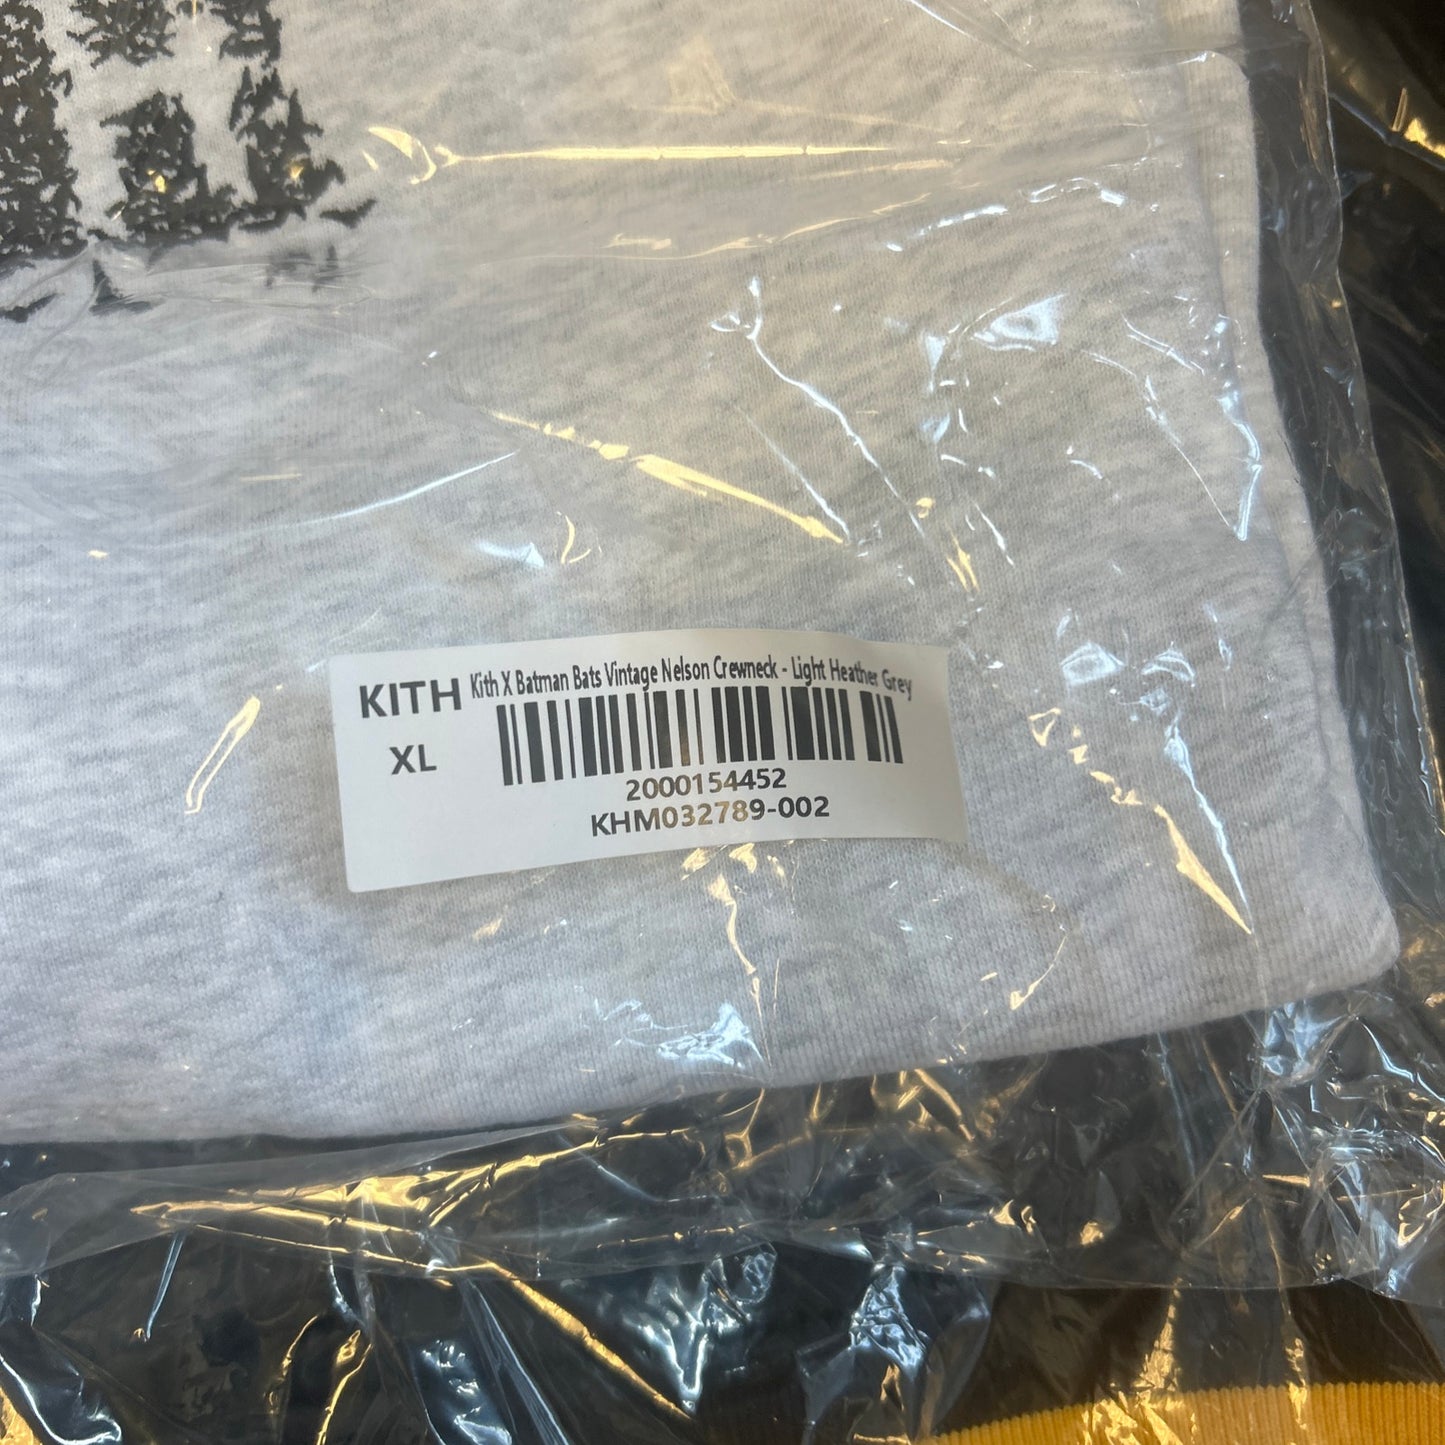 KITH Kith X Batman Bats Vintage Nelson Crewneck - Light Heather Grey
XL
2000154452
KHM032789-002